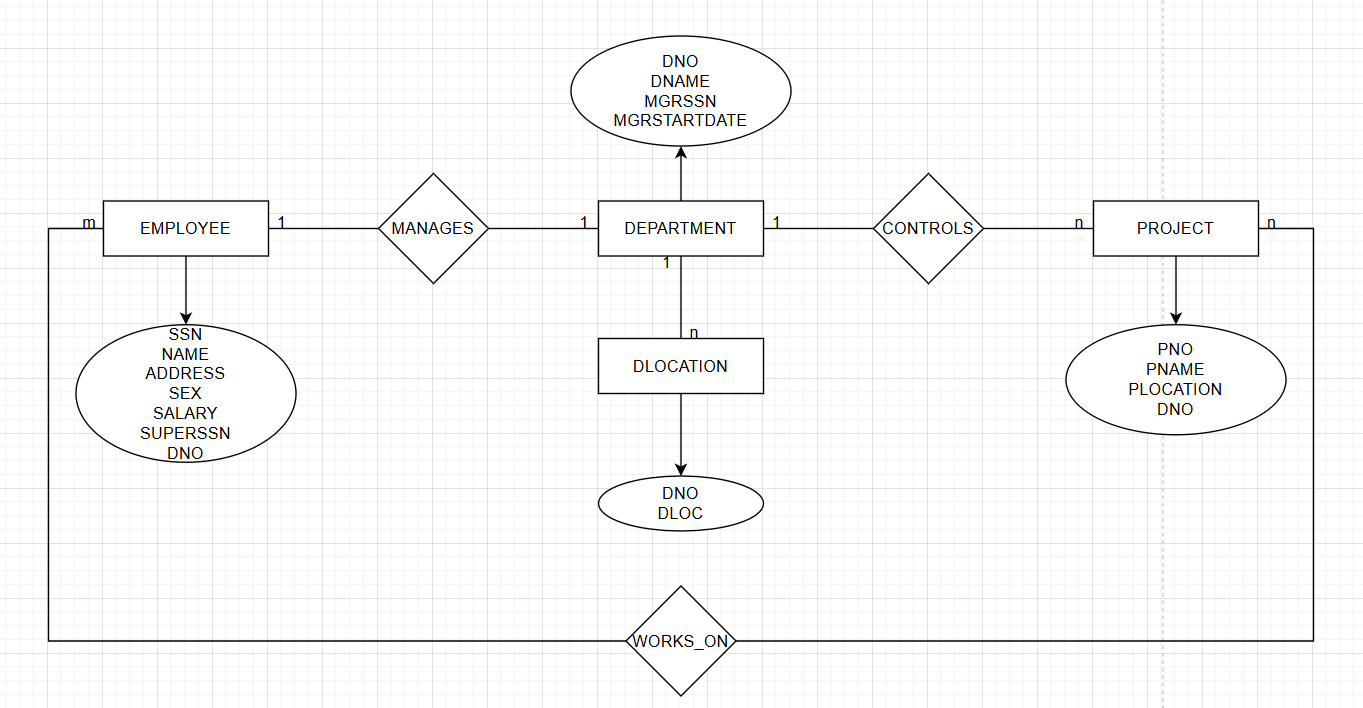 DNO
DNAME
MGRSSN
MGRSTARTDATE
m EMPLOYEE 1 MANAGES 1 DEPARTMENT 1 CONTROLS n PROJECT n
1
n
DLOCATION
SSN
NAME
ADDRESS
SEX
SALARY
SUPERSSN
DNO
PNO
PNAME
PLOCATION
DNO
DNO
DLOC
WORKS_ON